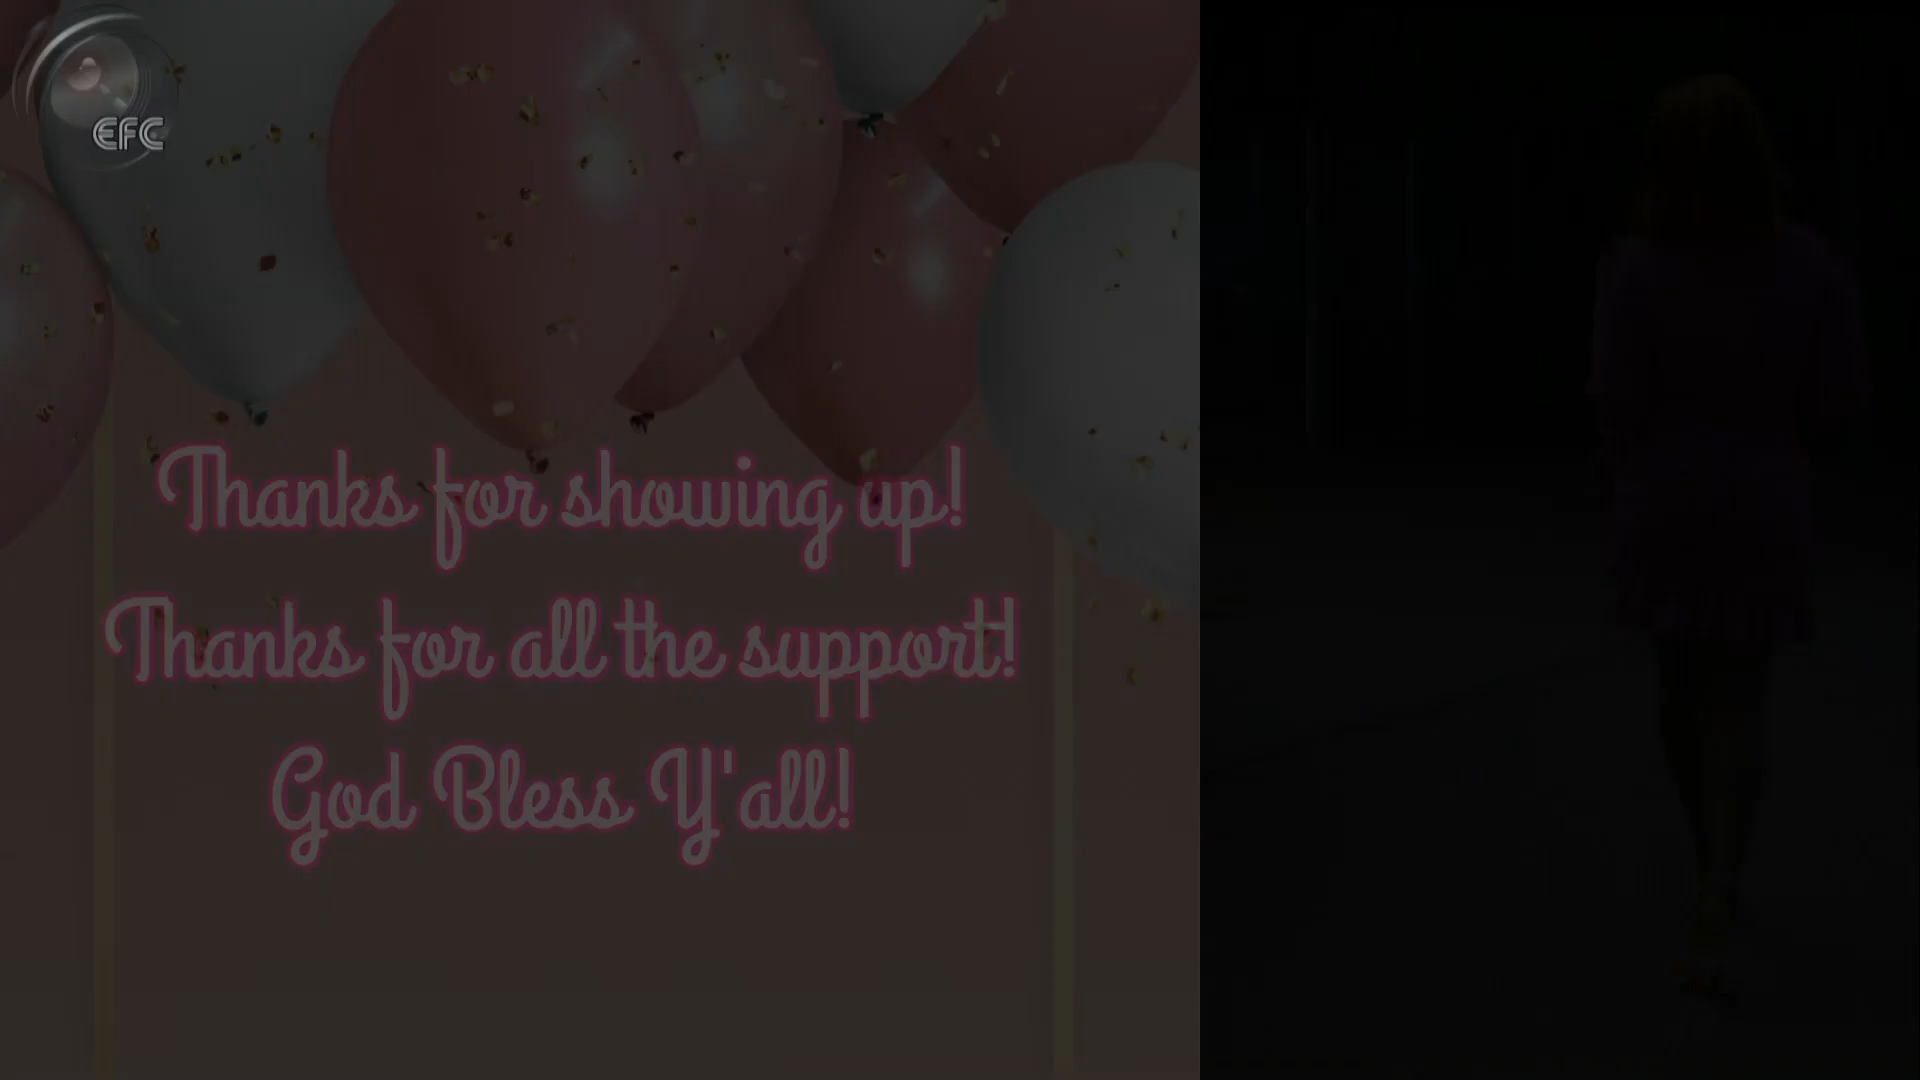 EFC
Thanks for showing up!
Thanks for all the support!
God Bless Y'all!